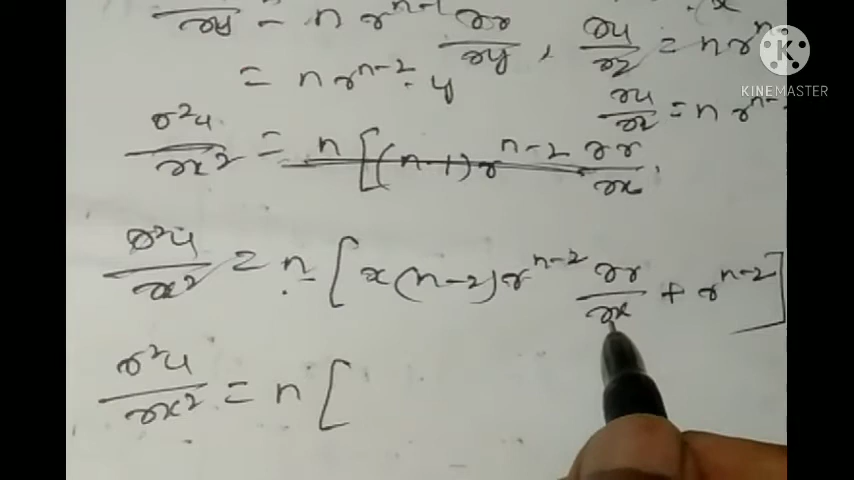 ∂u/∂y = n r^{n-1} ∂r/∂y , ∂u/∂z = n r^{n-
= n r^{n-2} · y
∂u/∂z = n r^{n-
KINEMASTER
∂²u/∂x² = n [(n-1) r^{n-2} ∂r/∂x .
∂²u/∂x² = n [ x(n-2) r^{n-2} ∂r/∂x + r^{n-2} ]
∂²u/∂x² = n [